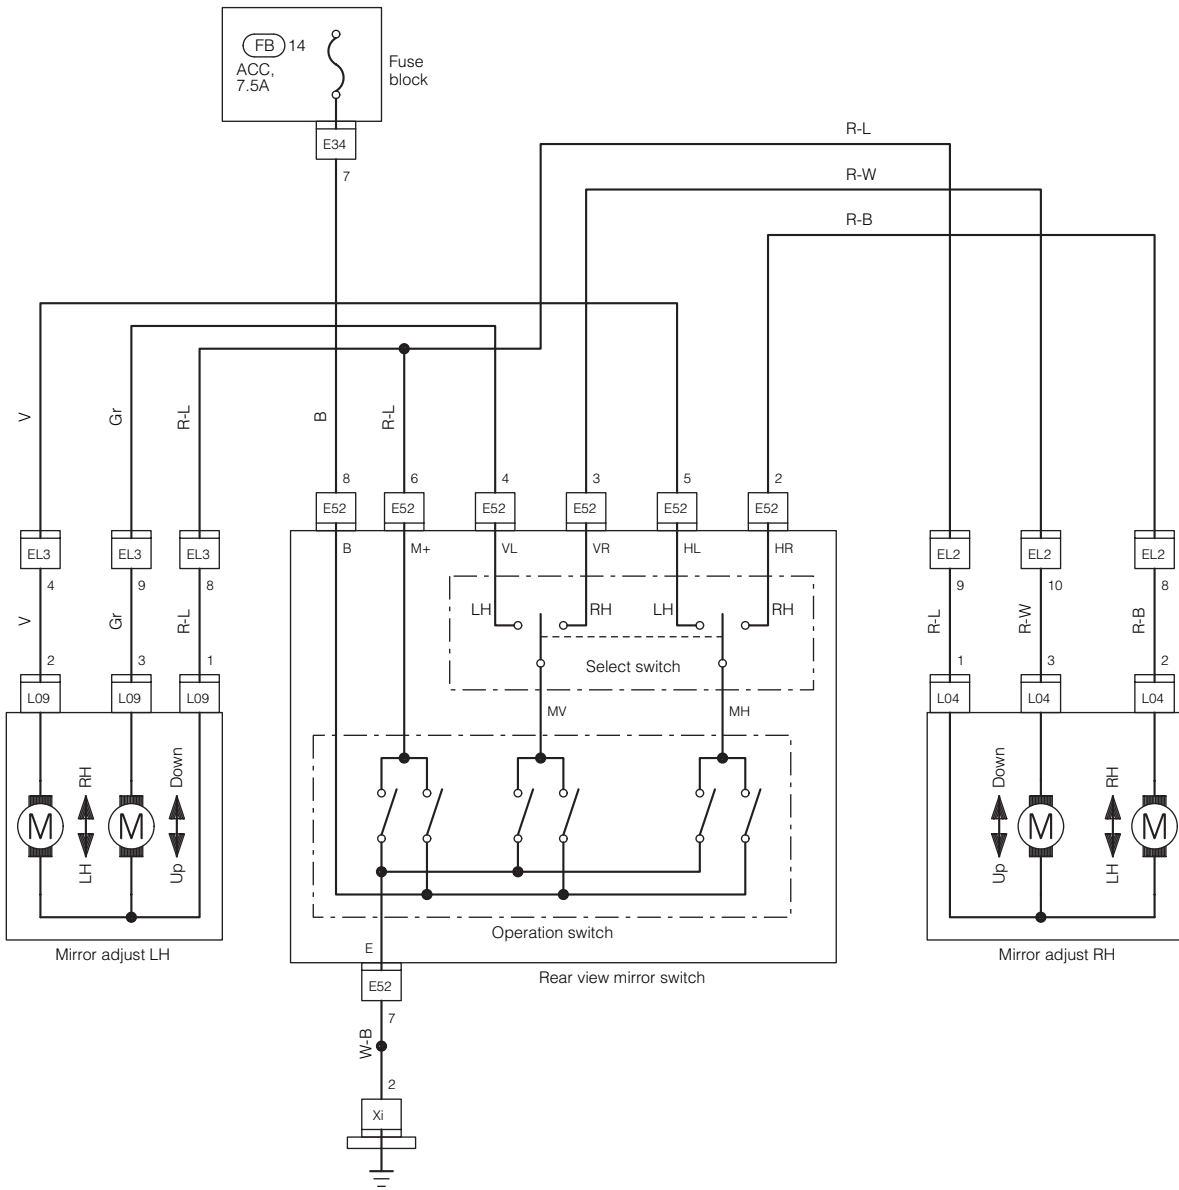 FB 14
ACC,
7.5A
Fuse
block
E34
7
R-L
R-W
R-B
V
Gr
R-L
B
R-L
8
6
4
3
5
2
E52
E52
E52
E52
E52
E52
B
M+
VL
VR
HL
HR
EL3
EL3
EL3
EL2
EL2
EL2
4
9
8
9
10
8
LH
RH
LH
RH
V
Gr
R-L
R-L
R-W
R-B
Select switch
2
3
1
1
3
2
L09
L09
L09
L04
L04
L04
MV
MH
RH
Down
Down
RH
M
M
M
M
LH
Up
Up
LH
Operation switch
E
Mirror adjust LH
Mirror adjust RH
Rear view mirror switch
E52
7
W-B
2
Xi